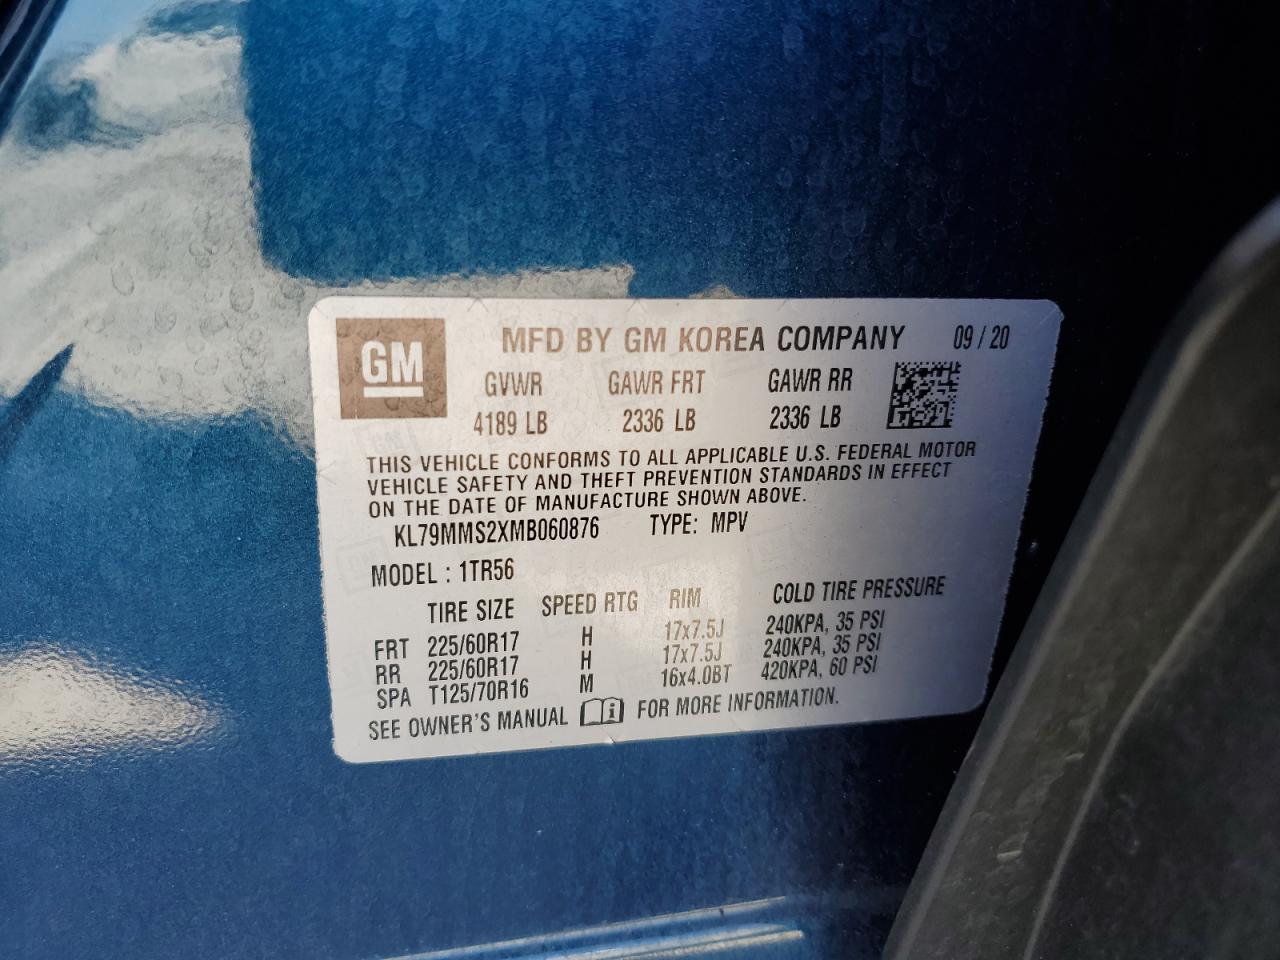 GM
MFD BY GM KOREA COMPANY 09 / 20
GVWR GAWR FRT GAWR RR
4189 LB 2336 LB 2336 LB
THIS VEHICLE CONFORMS TO ALL APPLICABLE U.S. FEDERAL MOTOR
VEHICLE SAFETY AND THEFT PREVENTION STANDARDS IN EFFECT
ON THE DATE OF MANUFACTURE SHOWN ABOVE.
KL79MMS2XMB060876 TYPE: MPV
MODEL : 1TR56
TIRE SIZE SPEED RTG RIM COLD TIRE PRESSURE
FRT 225/60R17 H 17x7.5J 240KPA, 35 PSI
RR 225/60R17 H 17x7.5J 240KPA, 35 PSI
SPA T125/70R16 M 16x4.0BT 420KPA, 60 PSI
SEE OWNER'S MANUAL i FOR MORE INFORMATION.